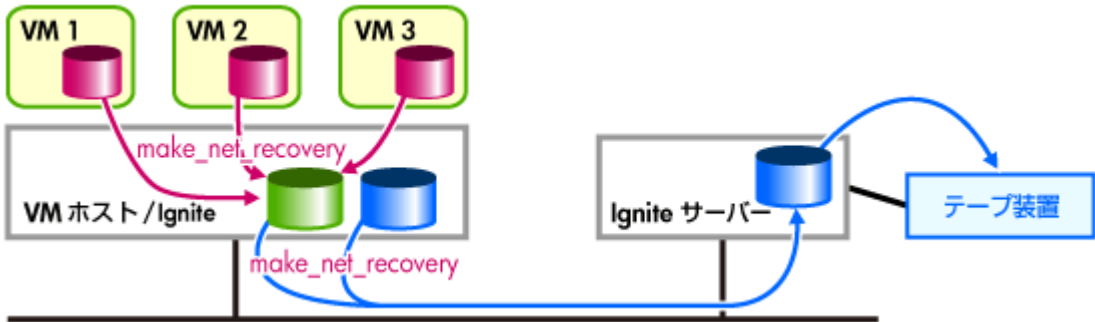 VM 1
VM 2
VM 3
make_net_recovery
VM ホスト/Ignite
make_net_recovery
Ignite サーバー
テープ装置